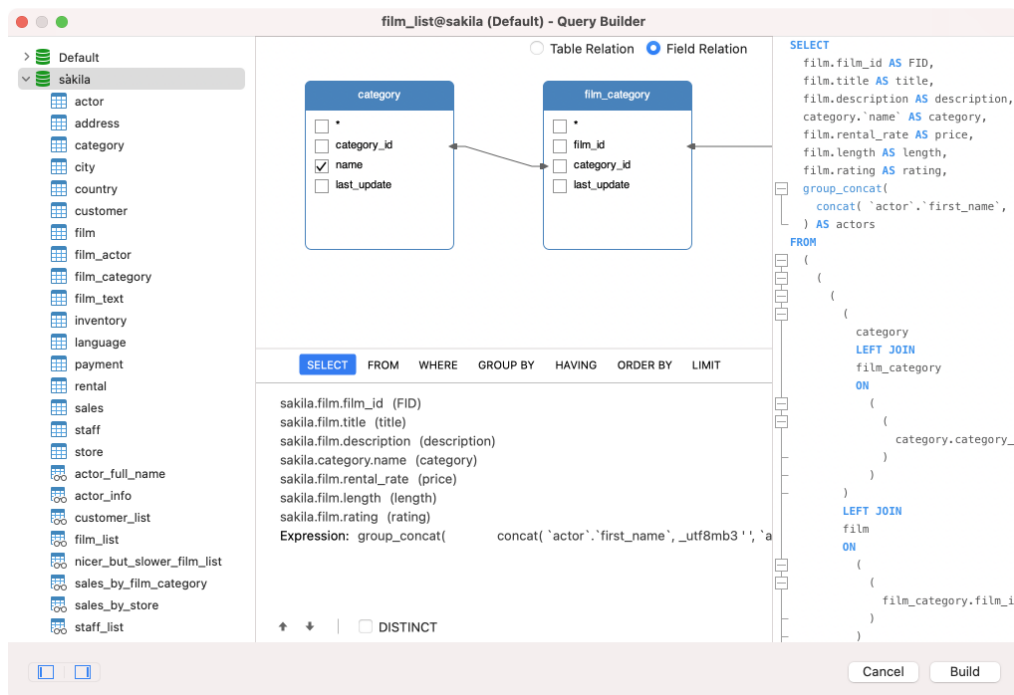 film_list@sakila (Default) - Query Builder
Default
sakila
actor
address
category
city
country
customer
film
film_actor
film_category
film_text
inventory
language
payment
rental
sales
staff
store
actor_full_name
actor_info
customer_list
film_list
nicer_but_slower_film_list
sales_by_film_category
sales_by_store
staff_list
Table Relation Field Relation
category
*
category_id
name
last_update
film_category
*
film_id
category_id
last_update
SELECT FROM WHERE GROUP BY HAVING ORDER BY LIMIT
sakila.film.film_id (FID)
sakila.film.title (title)
sakila.film.description (description)
sakila.category.name (category)
sakila.film.rental_rate (price)
sakila.film.length (length)
sakila.film.rating (rating)
Expression: group_concat( concat( `actor`.`first_name`, _utf8mb3 ' ', `a
DISTINCT
SELECT
film.film_id AS FID,
film.title AS title,
film.description AS description,
category.`name` AS category,
film.rental_rate AS price,
film.length AS length,
film.rating AS rating,
group_concat(
concat( `actor`.`first_name`,
) AS actors
FROM
(
(
(
(
category
LEFT JOIN
film_category
ON
(
(
category.category_
)
)
)
LEFT JOIN
film
ON
(
(
film_category.film_i
)
)
Cancel Build